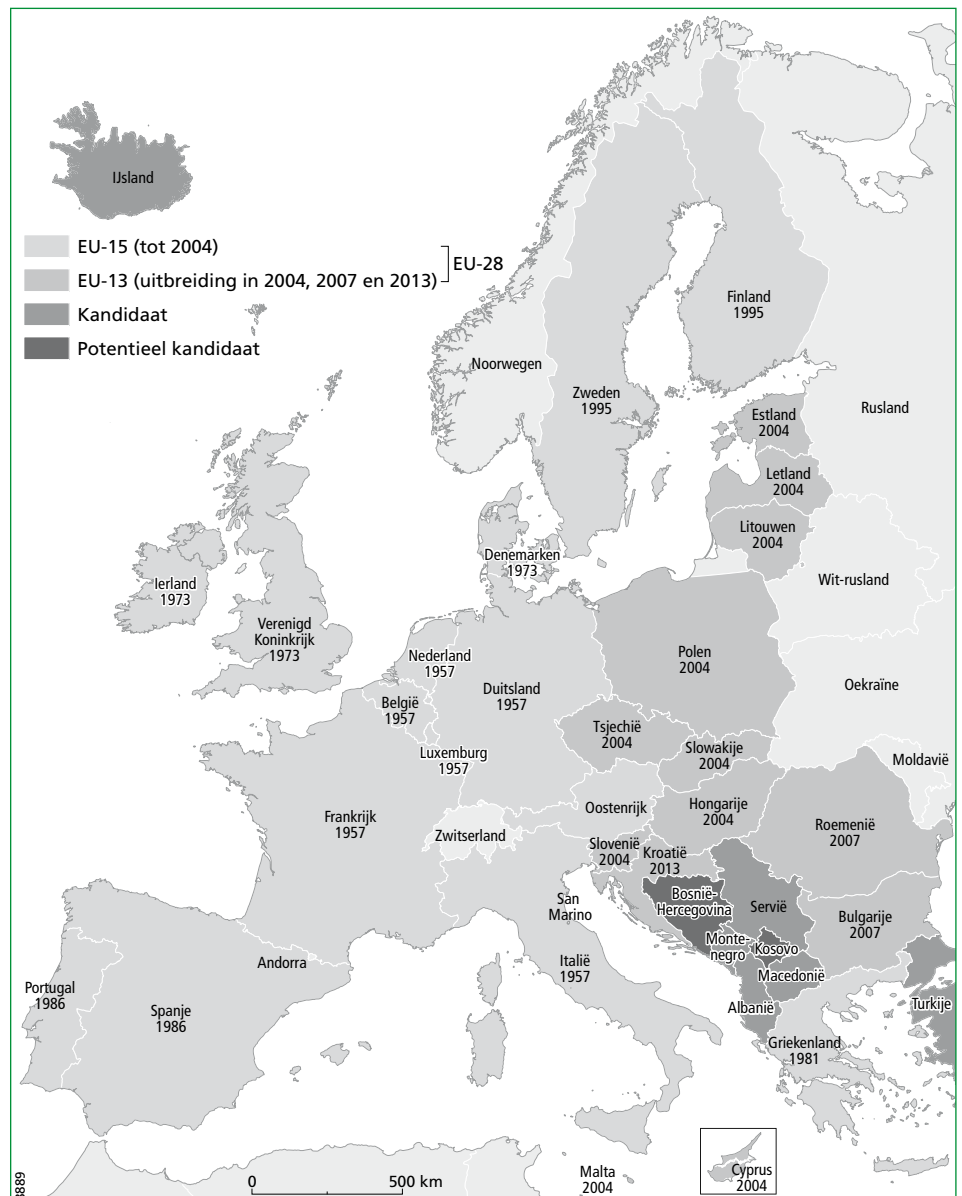 IJsland
EU-15 (tot 2004)
EU-13 (uitbreiding in 2004, 2007 en 2013)
EU-28
Kandidaat
Potentieel kandidaat
Noorwegen
Finland
1995
Zweden
1995
Rusland
Estland
2004
Letland
2004
Litouwen
2004
Denemarken
1973
Wit-rusland
Ierland
1973
Verenigd
Koninkrijk
1973
Nederland
1957
Polen
2004
Duitsland
1957
Oekraïne
België
1957
Tsjechië
2004
Slowakije
2004
Luxemburg
1957
Moldavië
Oostenrijk
Hongarije
2004
Frankrijk
1957
Zwitserland
Roemenië
2007
Slovenië
2004
Kroatië
2013
Bosnië-
Hercegovina
Servië
San
Marino
Bulgarije
2007
Monte-
negro
Kosovo
Andorra
Italië
1957
Macedonië
Portugal
1986
Spanje
1986
Albanië
Turkije
Griekenland
1981
0
500 km
Malta
2004
Cyprus
2004